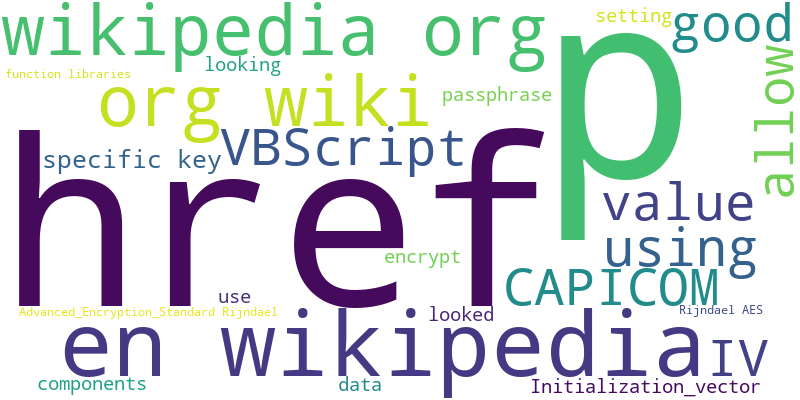 wikipedia org
setting
good
looking
function libraries
p
allow
org wiki
passphrase
VBScript
specific key
href
value
using
encrypt
CAPICOM
use
Advanced_Encryption_Standard Rijndael
looked
Rijndael AES
en wikipedia
IV
components
data
Initialization_vector